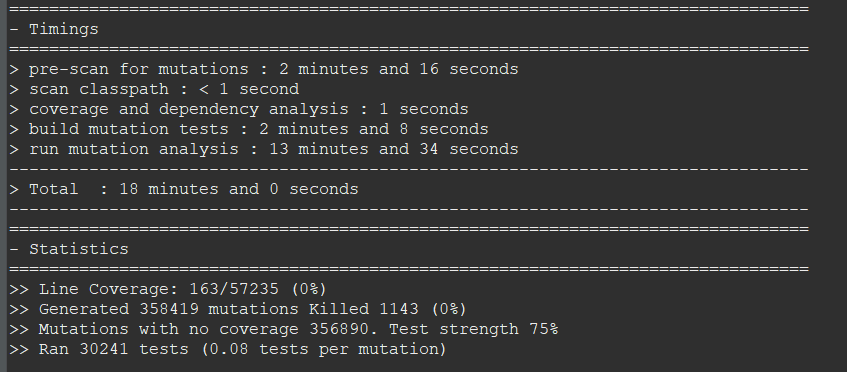 ================================================================================
- Timings
================================================================================
> pre-scan for mutations : 2 minutes and 16 seconds
> scan classpath : < 1 second
> coverage and dependency analysis : 1 seconds
> build mutation tests : 2 minutes and 8 seconds
> run mutation analysis : 13 minutes and 34 seconds
--------------------------------------------------------------------------------
> Total  : 18 minutes and 0 seconds
--------------------------------------------------------------------------------
================================================================================
- Statistics
================================================================================
>> Line Coverage: 163/57235 (0%)
>> Generated 358419 mutations Killed 1143 (0%)
>> Mutations with no coverage 356890. Test strength 75%
>> Ran 30241 tests (0.08 tests per mutation)